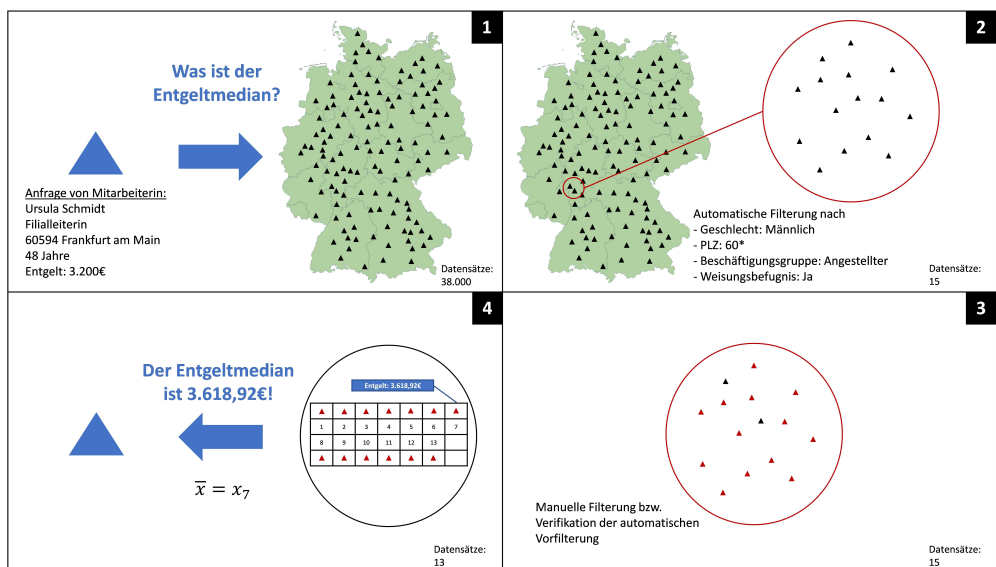 1
Was ist der
Entgeltmedian?
Anfrage von Mitarbeiterin:
Ursula Schmidt
Filialleiterin
60594 Frankfurt am Main
48 Jahre
Entgelt: 3.200€
Datensätze:
38.000
2
Automatische Filterung nach
- Geschlecht: Männlich
- PLZ: 60*
- Beschäftigungsgruppe: Angestellter
- Weisungsbefugnis: Ja
Datensätze:
15
4
Der Entgeltmedian
ist 3.618,92€!
x̅ = x₇
Entgelt: 3.618,92€
1 2 3 4 5 6 7
8 9 10 11 12 13
Datensätze:
13
3
Manuelle Filterung bzw.
Verifikation der automatischen
Vorfilterung
Datensätze:
15